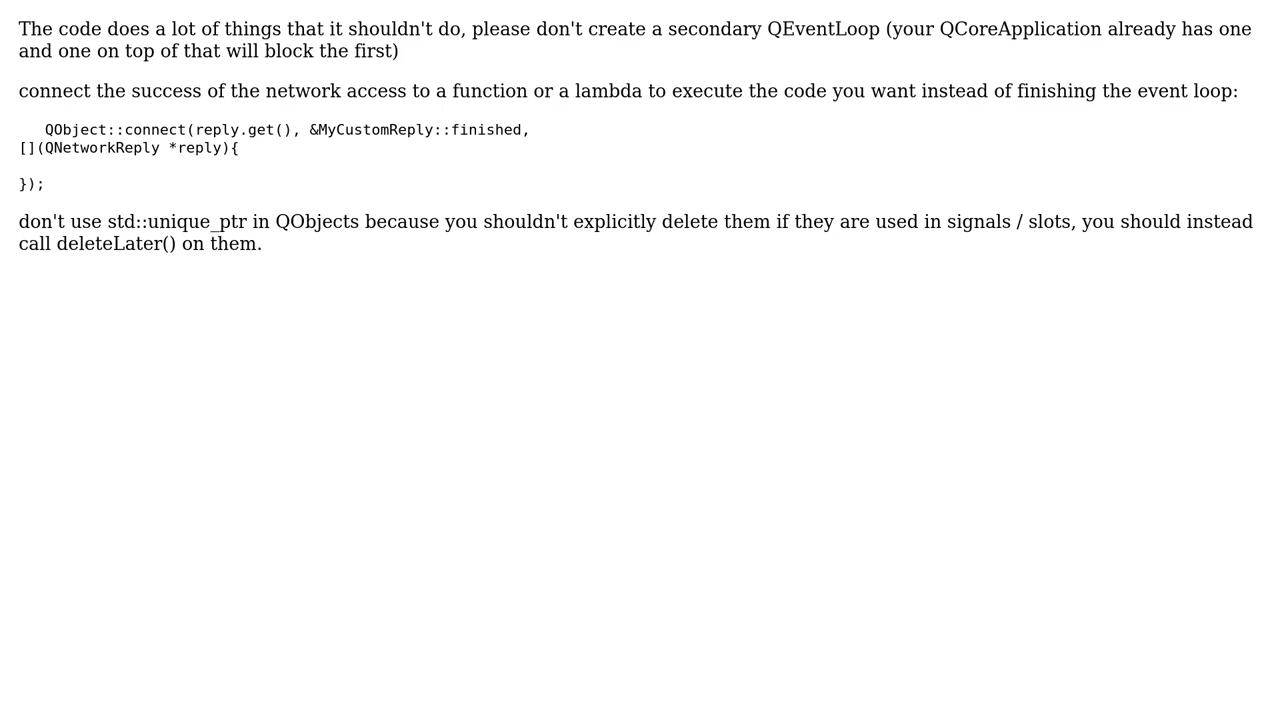 The code does a lot of things that it shouldn't do, please don't create a secondary QEventLoop (your QCoreApplication already has one
and one on top of that will block the first)
connect the success of the network access to a function or a lambda to execute the code you want instead of finishing the event loop:
QObject::connect(reply.get(), &MyCustomReply::finished,
[](QNetworkReply *reply){
});
don't use std::unique_ptr in QObjects because you shouldn't explicitly delete them if they are used in signals / slots, you should instead
call deleteLater() on them.